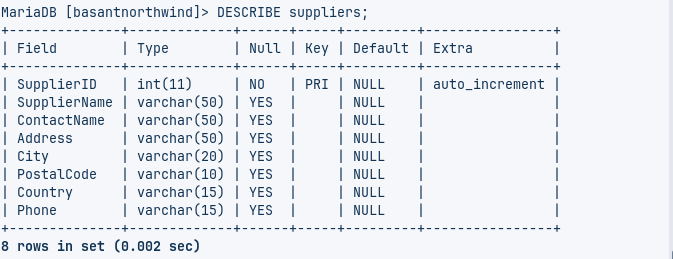 MariaDB [basantnorthwind]> DESCRIBE suppliers;
+--------------+-------------+------+-----+---------+----------------+
| Field        | Type        | Null | Key | Default | Extra          |
+--------------+-------------+------+-----+---------+----------------+
| SupplierID   | int(11)     | NO   | PRI | NULL    | auto_increment |
| SupplierName | varchar(50) | YES  |     | NULL    |                |
| ContactName  | varchar(50) | YES  |     | NULL    |                |
| Address      | varchar(50) | YES  |     | NULL    |                |
| City         | varchar(20) | YES  |     | NULL    |                |
| PostalCode   | varchar(10) | YES  |     | NULL    |                |
| Country      | varchar(15) | YES  |     | NULL    |                |
| Phone        | varchar(15) | YES  |     | NULL    |                |
+--------------+-------------+------+-----+---------+----------------+
8 rows in set (0.002 sec)